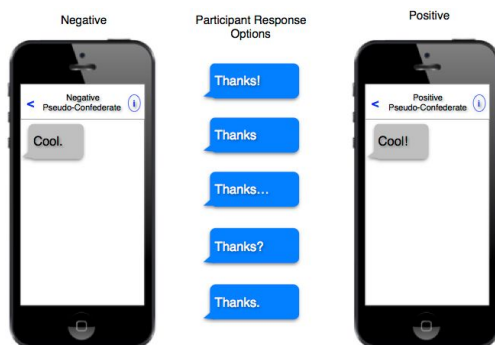 Negative
Participant Response
Options
Positive
<
Negative
Pseudo-Confederate
i
Cool.
Thanks!
Thanks
Thanks...
Thanks?
Thanks.
<
Positive
Pseudo-Confederate
i
Cool!